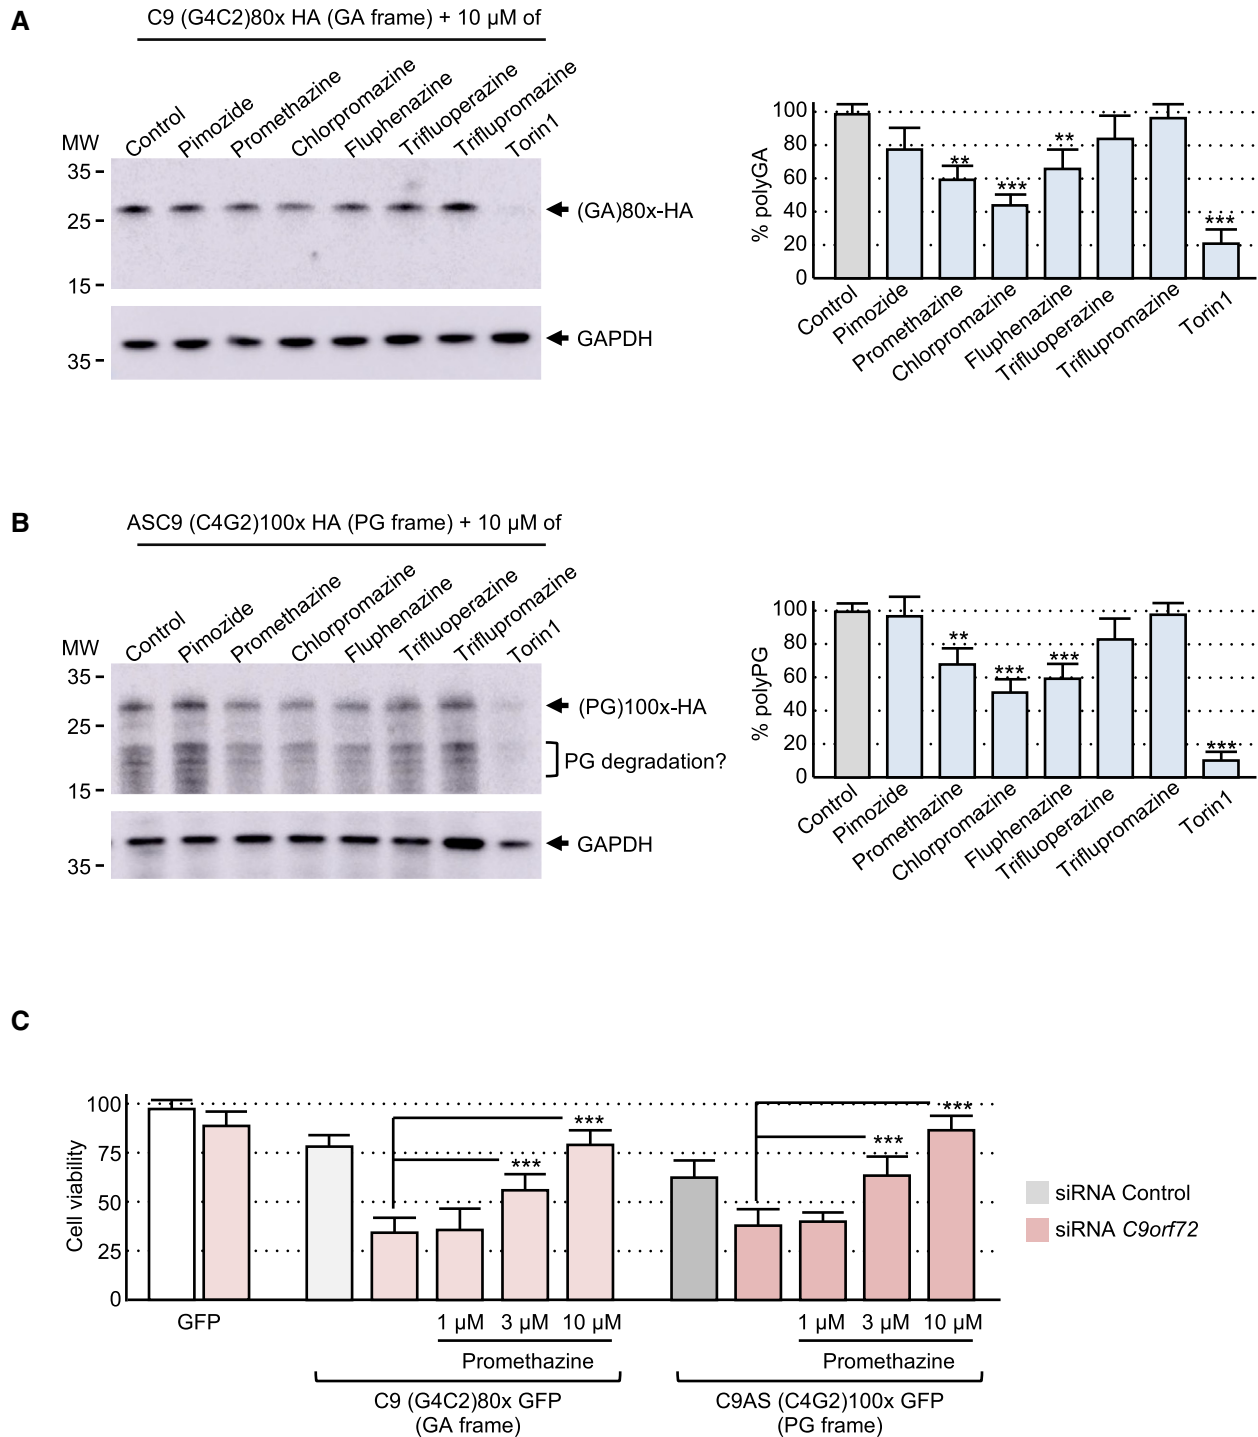 A
C9 (G4C2)80x HA (GA frame) + 10 µM of
MW
Control
Pimozide
Promethazine
Chlorpromazine
Fluphenazine
Trifluoperazine
Triflupromazine
Torin1
35
25
15
(GA)80x-HA
35
GAPDH
% polyGA
100
80
60
40
20
0
**
***
**
***
Control
Pimozide
Promethazine
Chlorpromazine
Fluphenazine
Trifluoperazine
Triflupromazine
Torin1
B
ASC9 (C4G2)100x HA (PG frame) + 10 µM of
MW
Control
Pimozide
Promethazine
Chlorpromazine
Fluphenazine
Trifluoperazine
Triflupromazine
Torin1
35
25
15
(PG)100x-HA
PG degradation?
35
GAPDH
% polyPG
100
80
60
40
20
0
**
***
***
***
Control
Pimozide
Promethazine
Chlorpromazine
Fluphenazine
Trifluoperazine
Triflupromazine
Torin1
C
Cell viability
100
75
50
25
0
***
***
***
***
siRNA Control
siRNA C9orf72
GFP
1 µM 3 µM 10 µM
1 µM 3 µM 10 µM
Promethazine
Promethazine
C9 (G4C2)80x GFP
(GA frame)
C9AS (C4G2)100x GFP
(PG frame)